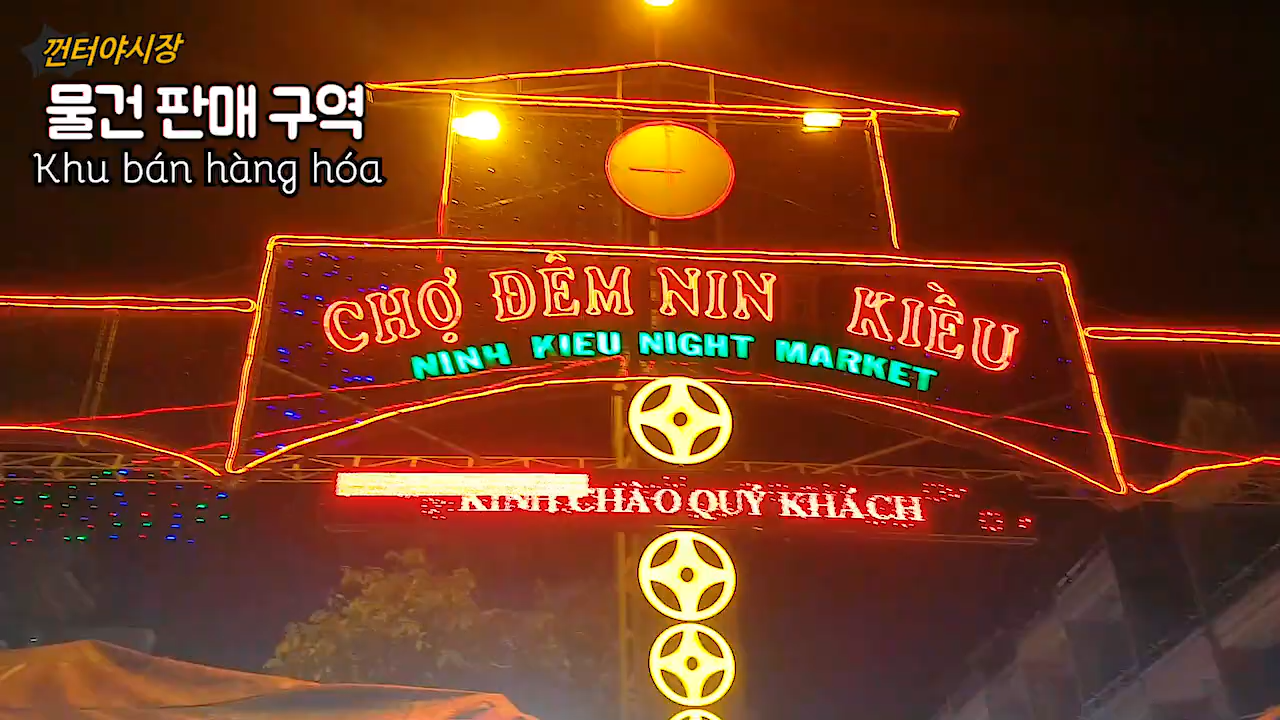 껀터야시장
물건 판매 구역
Khu bán hàng hóa
CHỢ ĐÊM NIN KIỀU
NINH KIEU NIGHT MARKET
KÍNH CHÀO QUÝ KHÁCH